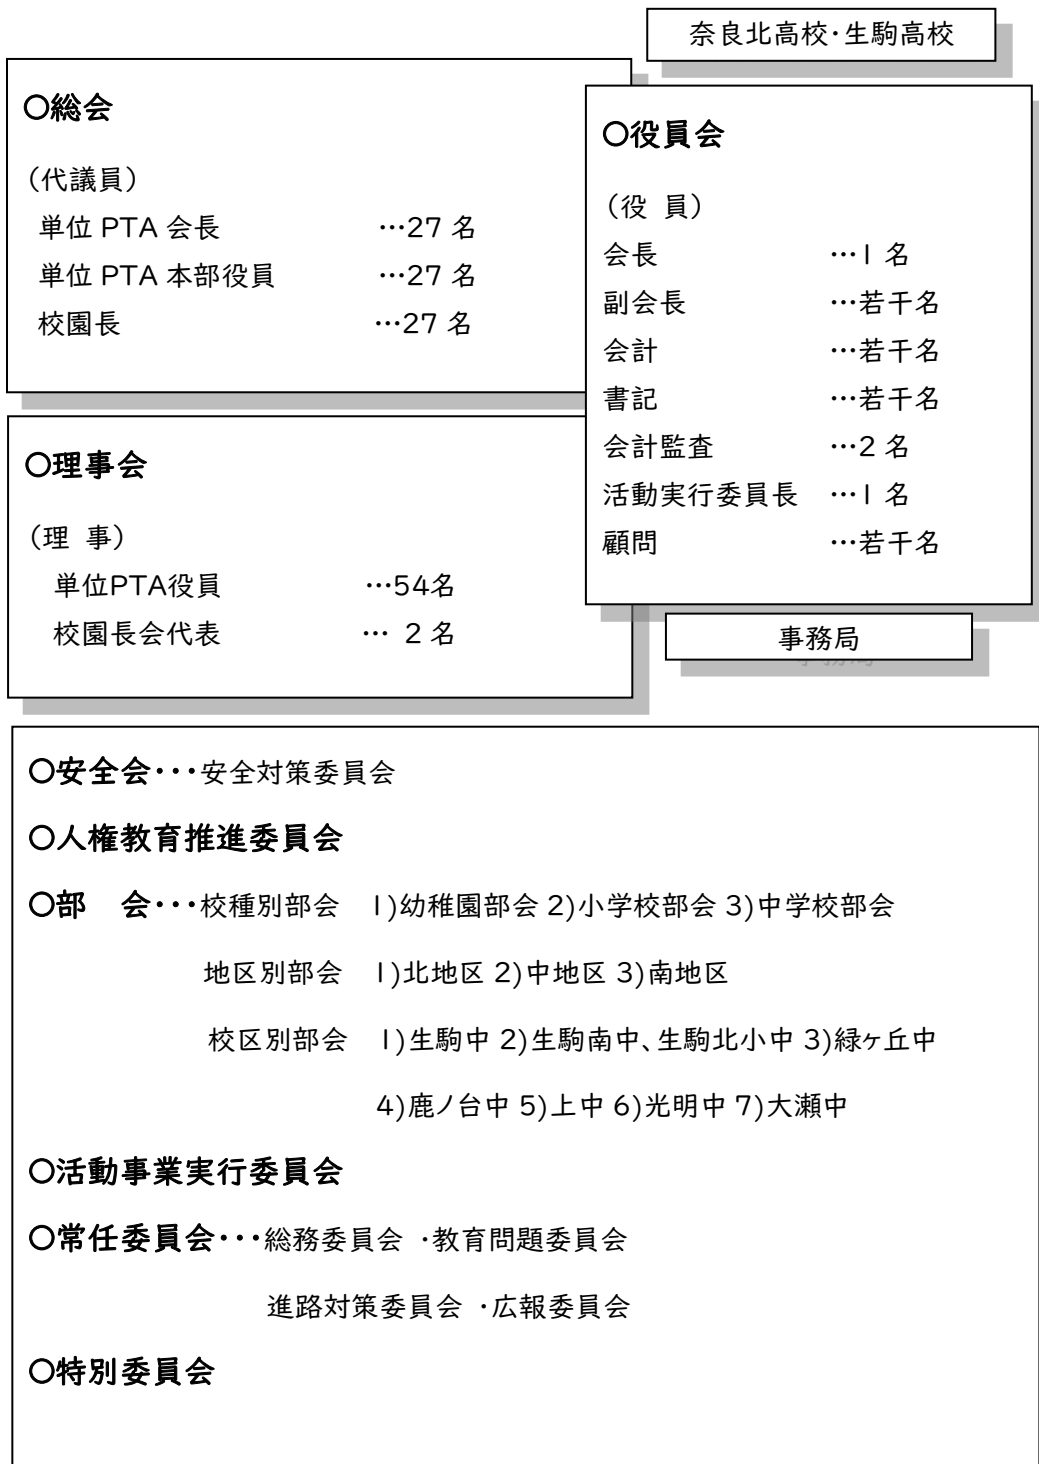 奈良北高校・生駒高校
○総会
（代議員）
単位 PTA 会長 …27 名
単位 PTA 本部役員 …27 名
校園長 …27 名
○役員会
（役 員）
会長 …1 名
副会長 …若干名
会計 …若干名
書記 …若干名
会計監査 …2 名
活動実行委員長 …1 名
顧問 …若干名
○理事会
（理 事）
単位PTA役員 …54名
校園長会代表 … 2 名
事務局
○安全会・・・安全対策委員会
○人権教育推進委員会
○部　会・・・校種別部会　1)幼稚園部会 2)小学校部会 3)中学校部会
地区別部会　1)北地区 2)中地区 3)南地区
校区別部会　1)生駒中 2)生駒南中、生駒北小中 3)緑ヶ丘中
4)鹿ノ台中 5)上中 6)光明中 7)大瀬中
○活動事業実行委員会
○常任委員会・・・総務委員会 ・教育問題委員会
進路対策委員会 ・広報委員会
○特別委員会